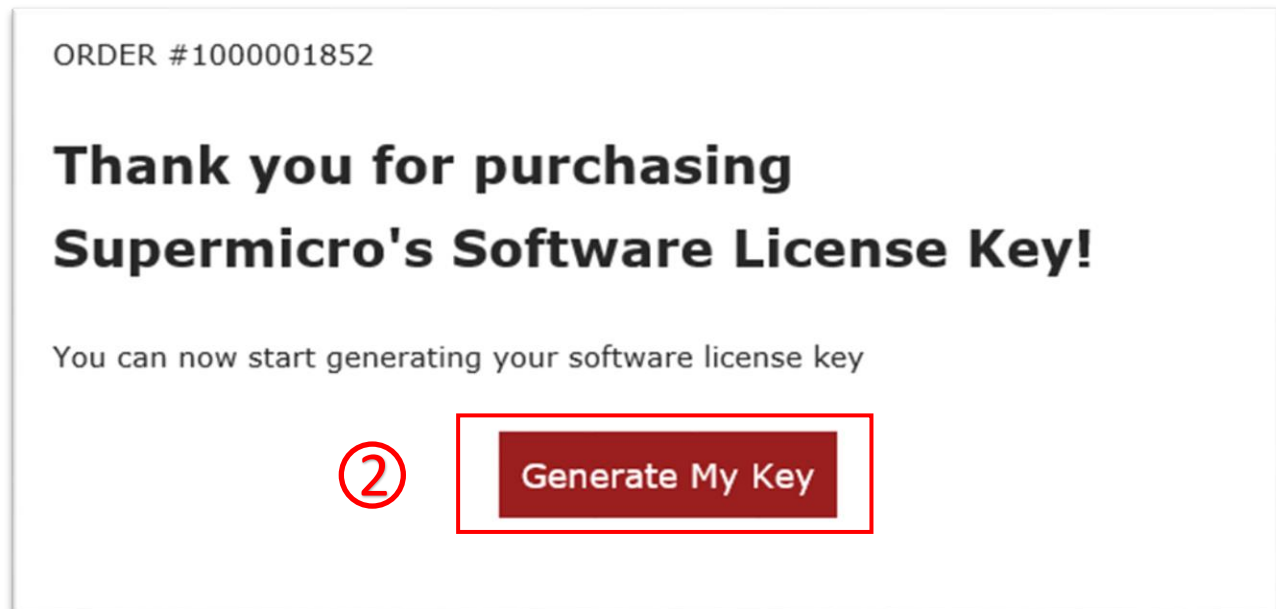 ORDER #1000001852
Thank you for purchasing
Supermicro's Software License Key!
You can now start generating your software license key
② Generate My Key